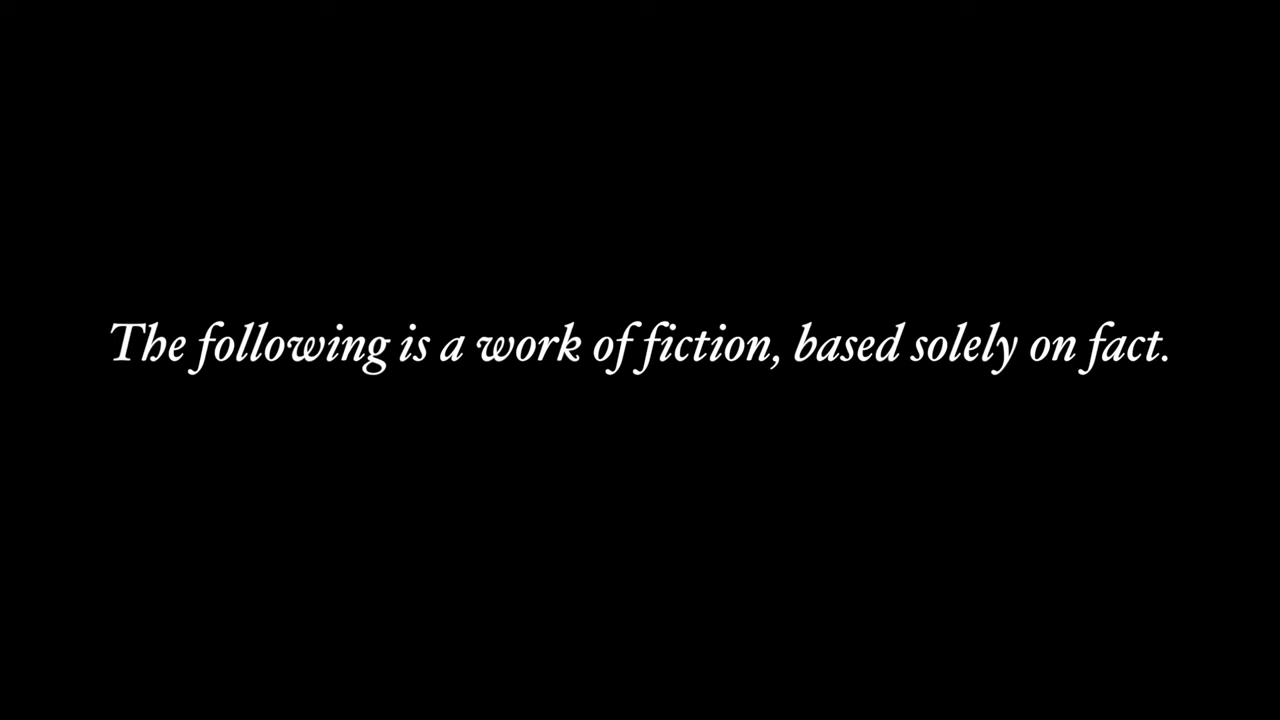 The following is a work of fiction, based solely on fact.